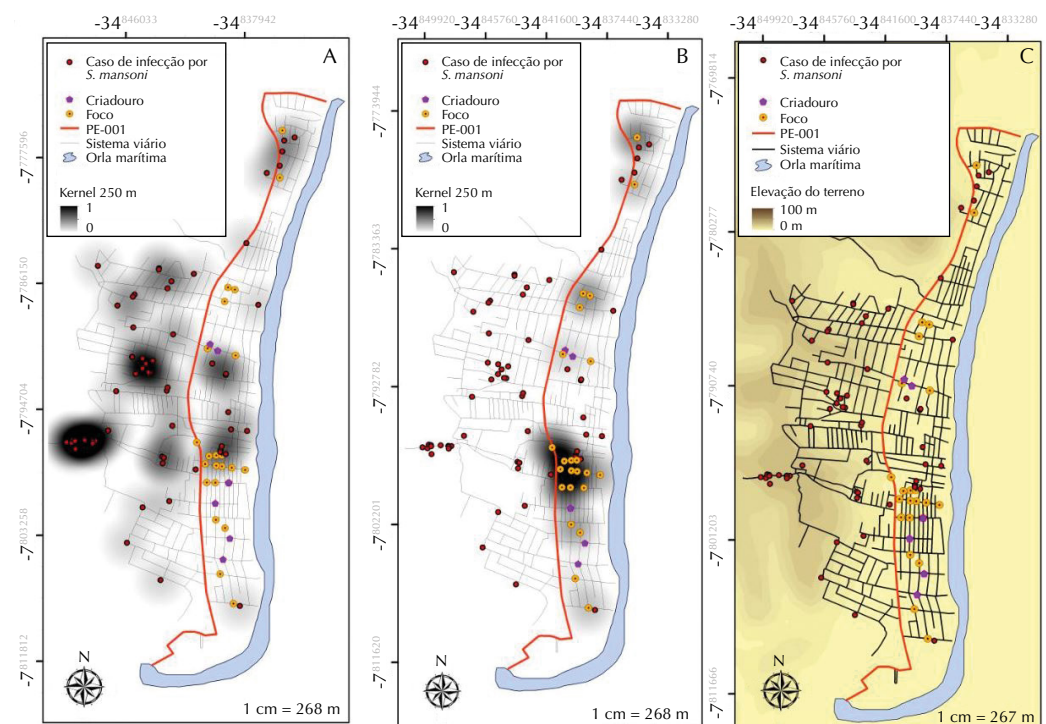 -34 846033 -34 837942
A
Caso de infecção por
S. mansoni
Criadouro
Foco
PE-001
Sistema viário
Orla marítima
Kernel 250 m
1
0
-7 777596
-7 786150
-7 794704
-7 803258
-7 811812
N
1 cm = 268 m
-34 849920 -34 845760 -34 841600 -34 837440 -34 833280
B
Caso de infecção por
S. mansoni
Criadouro
Foco
PE-001
Sistema viário
Orla marítima
Kernel 250 m
1
0
-7 773944
-7 783363
-7 792782
-7 802201
-7 811620
N
1 cm = 268 m
-34 849920 -34 845760 -34 841600 -34 837440 -34 833280
C
Caso de infecção por
S. mansoni
Criadouro
Foco
PE-001
Sistema viário
Orla marítima
Elevação do terreno
100 m
0 m
-7 769814
-7 780277
-7 790740
-7 801203
-7 811666
N
1 cm = 267 m